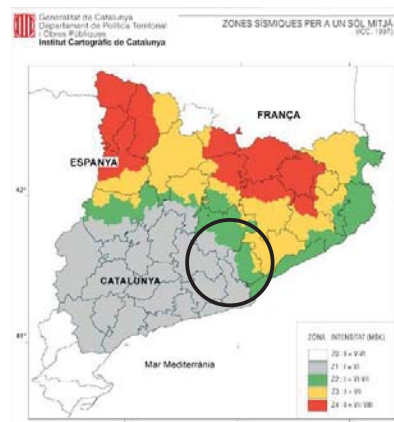 Generalitat de Catalunya
Departament de Política Territorial
i Obres Públiques
Institut Cartogràfic de Catalunya
ZONES SÍSMIQUES PER A UN SÒL MITJÀ
(ICC, 1997)
FRANÇA
ESPANYA
42°
CATALUNYA
41°
Mar Mediterrània
ZONA INTENSITAT (MSK)
Z0 : I = V-VI
Z1 : I = VI
Z2 : I = VI-VII
Z3 : I = VII
Z4 : I = VII-VIII